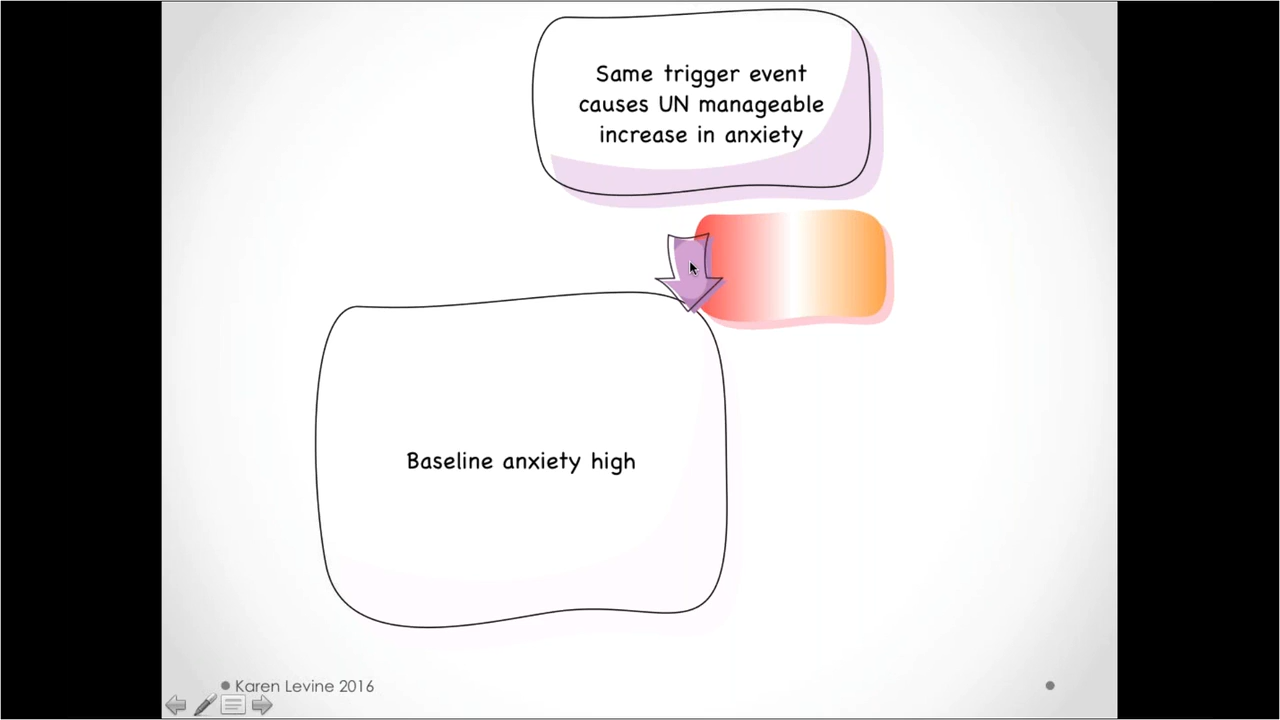 Same trigger event
causes UN manageable
increase in anxiety
Baseline anxiety high
Karen Levine 2016